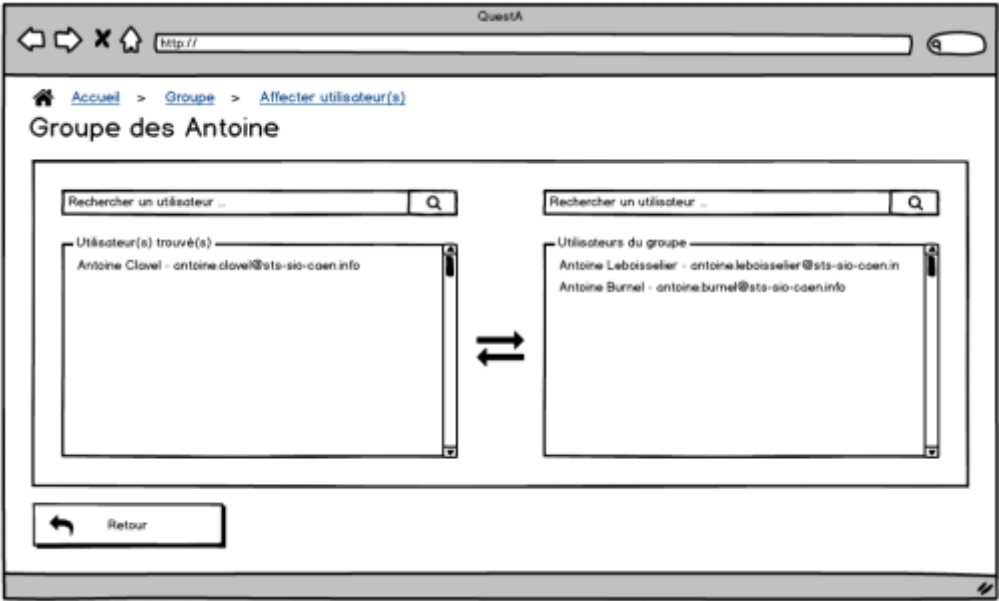 QuestA
http://
Accueil > Groupe > Affecter utilisateur(s)
Groupe des Antoine
Rechercher un utilisateur ...
Utilisateur(s) trouvé(s)
Antoine Clavel - antoine.clavel@sts-sio-caen.info
Rechercher un utilisateur ...
Utilisateurs du groupe
Antoine Leboisselier - antoine.leboisselier@sts-sio-caen.in
Antoine Burnel - antoine.burnel@sts-sio-caen.info
Retour